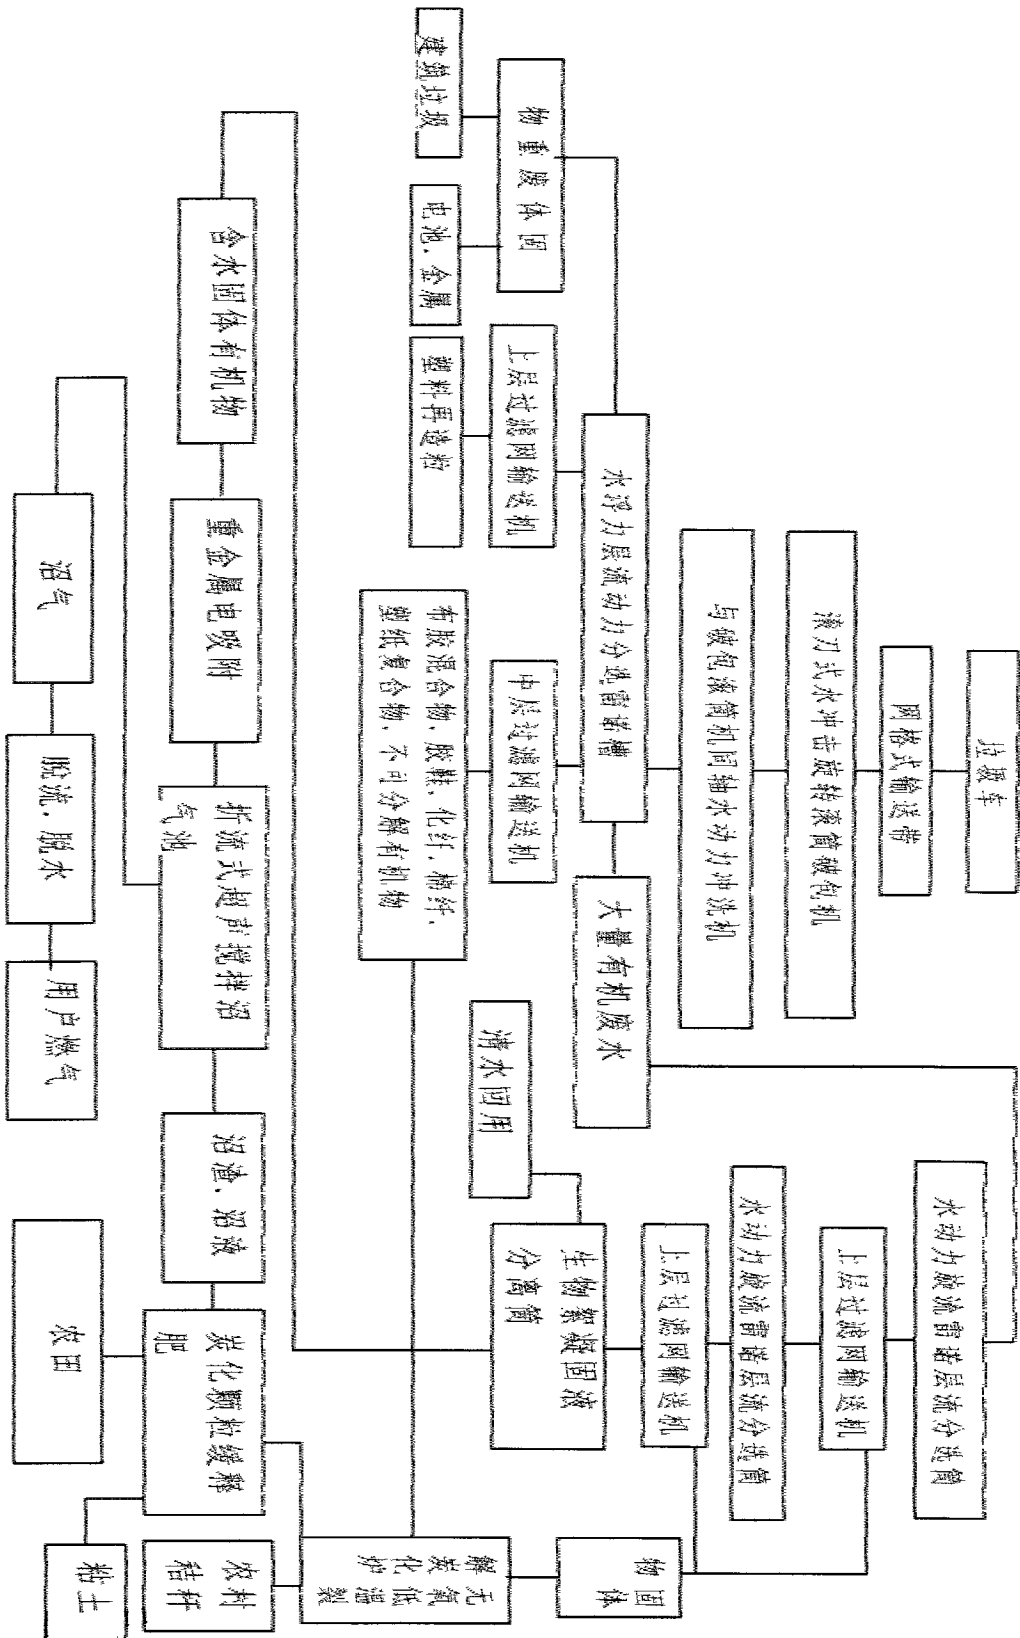 垃圾车
水动力液流雷诺层流分选筒
网格式输送带
上层过滤网输送机
滚刀式水冲击旋转滚筒破包机
水动力液流雷诺层流分选筒
与破包滚筒机同轴水动力冲洗机
上层过滤网输送机
固体
物
水浮力层流动力分选雷诺槽
大量有机废水
生物絮凝固液
分离筒
物重废体固
上层过滤网输送机
中层过滤网输送机
清水回用
无氧低温裂
解炭化炉
建筑垃圾
电池、金属
塑料再造粒
布胶混合物、胶鞋、化纤、棉纤、
塑纸复合物、不可分解有机物
含水固体有机物
重金属电吸附
折流式超声搅拌沼
气池
沼渣、沼液
炭化颗粒缓释
肥
农村
秸秆
沼气
脱硫、脱水
用户燃气
农田
粘土